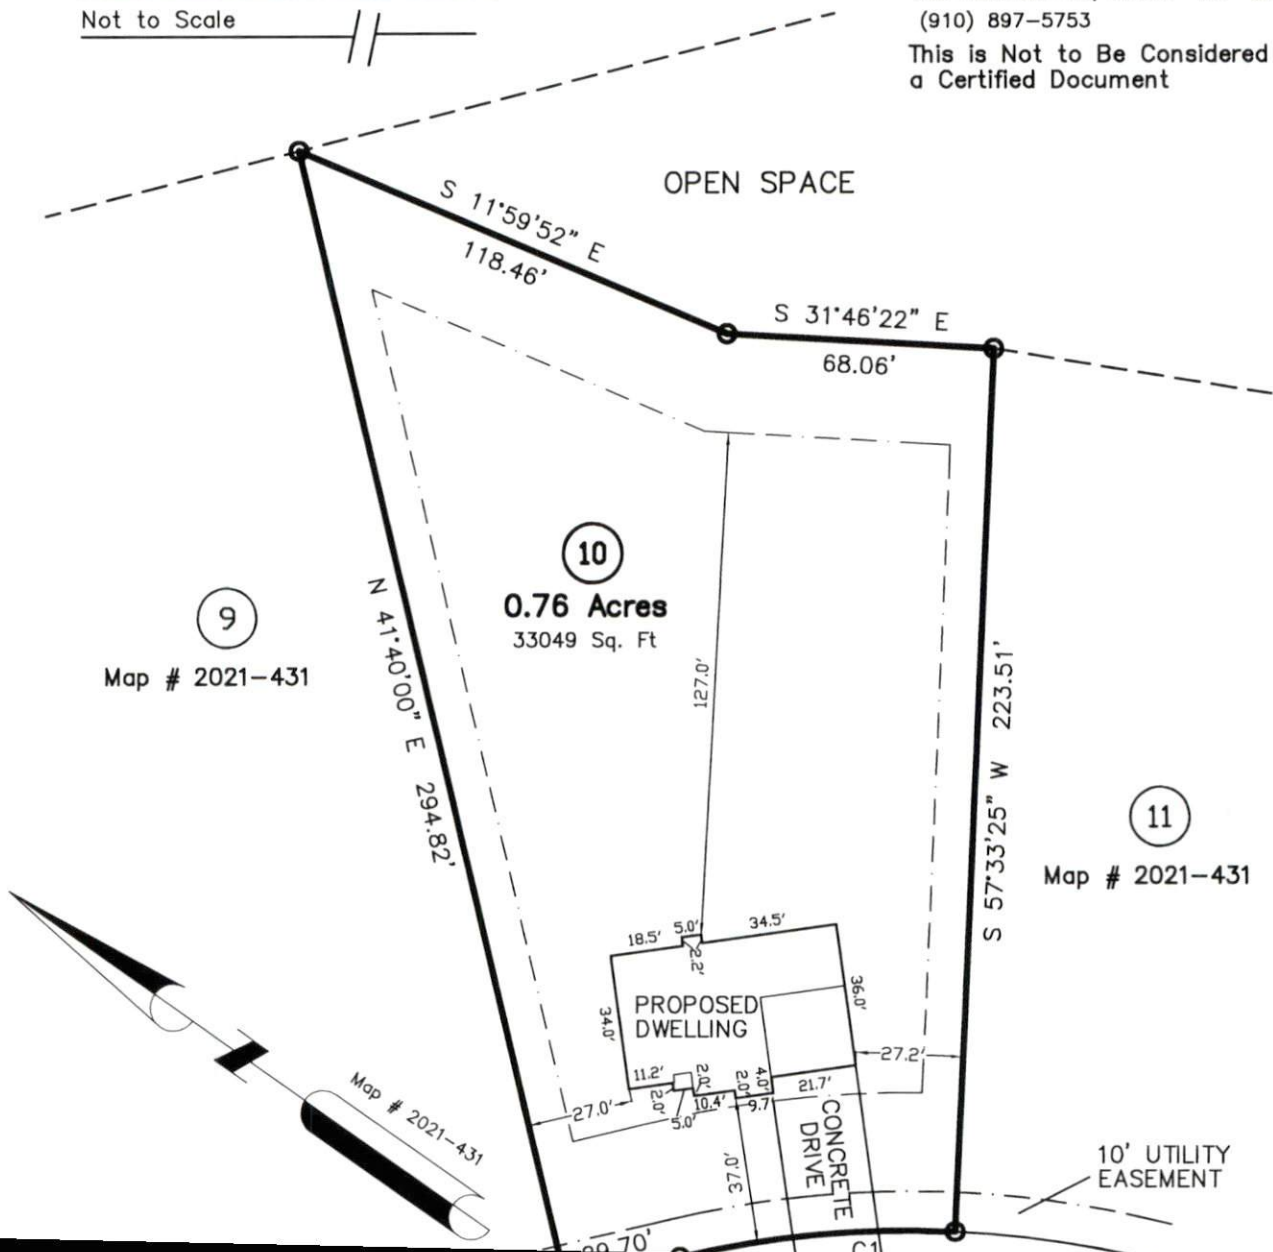 Not to Scale
(910) 897-5753
This is Not to Be Considered
a Certified Document
OPEN SPACE
S 11°59'52" E
118.46'
S 31°46'22" E
68.06'
10
0.76 Acres
33049 Sq. Ft
9
Map # 2021-431
N 41°40'00" E 294.82'
127.0'
S 57°33'25" W 223.51'
11
Map # 2021-431
18.5'
5.0'
34.5'
2.2'
PROPOSED
DWELLING
34.0'
36.0'
27.2'
11.2'
2.0'
2.0'
4.0'
21.7'
2.0'
10.4'
9.7'
5.0'
27.0'
37.0'
CONCRETE
DRIVE
Map # 2021-431
10' UTILITY
EASEMENT
89.70'
C1